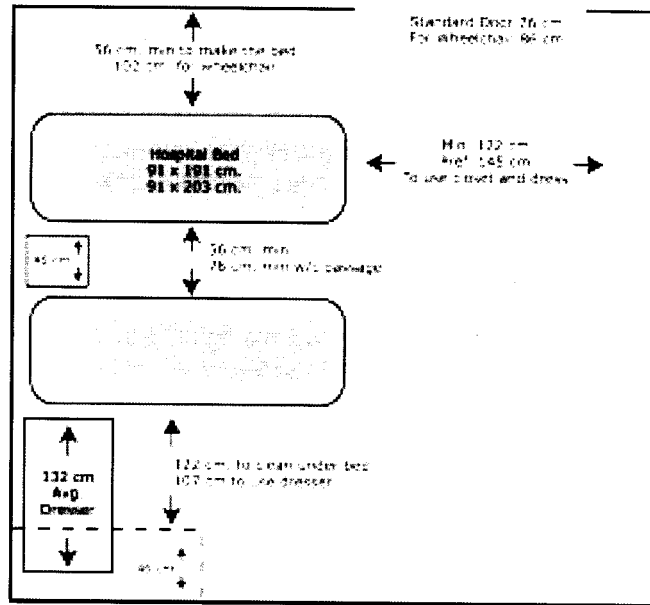 Standard Door 76 cm
For wheelchair
56 cm. min to make the bed
for wheelchair
Hospital Bed
91 x 191 cm.
91 x 203 cm.
Min. 122 cm
Pref. 145 cm
To use closet and dress
cm
56 cm. min
76 cm. min w/c passage
122 cm. to clean under bed
107 cm to use dresser
132 cm
Avg
Dresser
cm